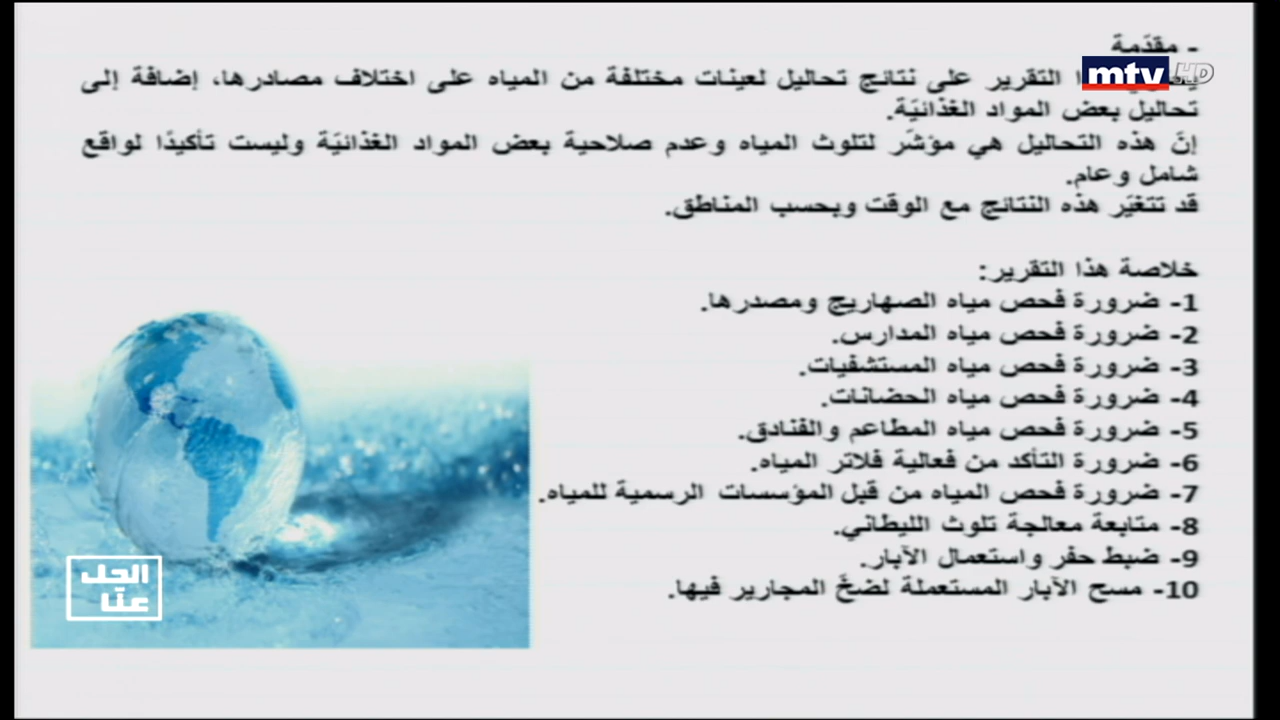 - مقدّمة
mtv HD
التقرير على نتائج تحاليل لعينات مختلفة من المياه على اختلاف مصادرها، إضافة إلى
تحاليل بعض المواد الغذائيّة.
إنّ هذه التحاليل هي مؤشّر لتلوث المياه وعدم صلاحية بعض المواد الغذائيّة وليست تأكيدًا لواقع
شامل وعام.
قد تتغيّر هذه النتائج مع الوقت وبحسب المناطق.
خلاصة هذا التقرير:
1- ضرورة فحص مياه الصهاريج ومصدرها.
2- ضرورة فحص مياه المدارس.
3- ضرورة فحص مياه المستشفيات.
4- ضرورة فحص مياه الحضانات.
5- ضرورة فحص مياه المطاعم والفنادق.
6- ضرورة التأكد من فعالية فلاتر المياه.
7- ضرورة فحص المياه من قبل المؤسسات الرسمية للمياه.
8- متابعة معالجة تلوث الليطاني.
9- ضبط حفر واستعمال الآبار.
10- مسح الآبار المستعملة لضخّ المجارير فيها.
الحل
عنّا